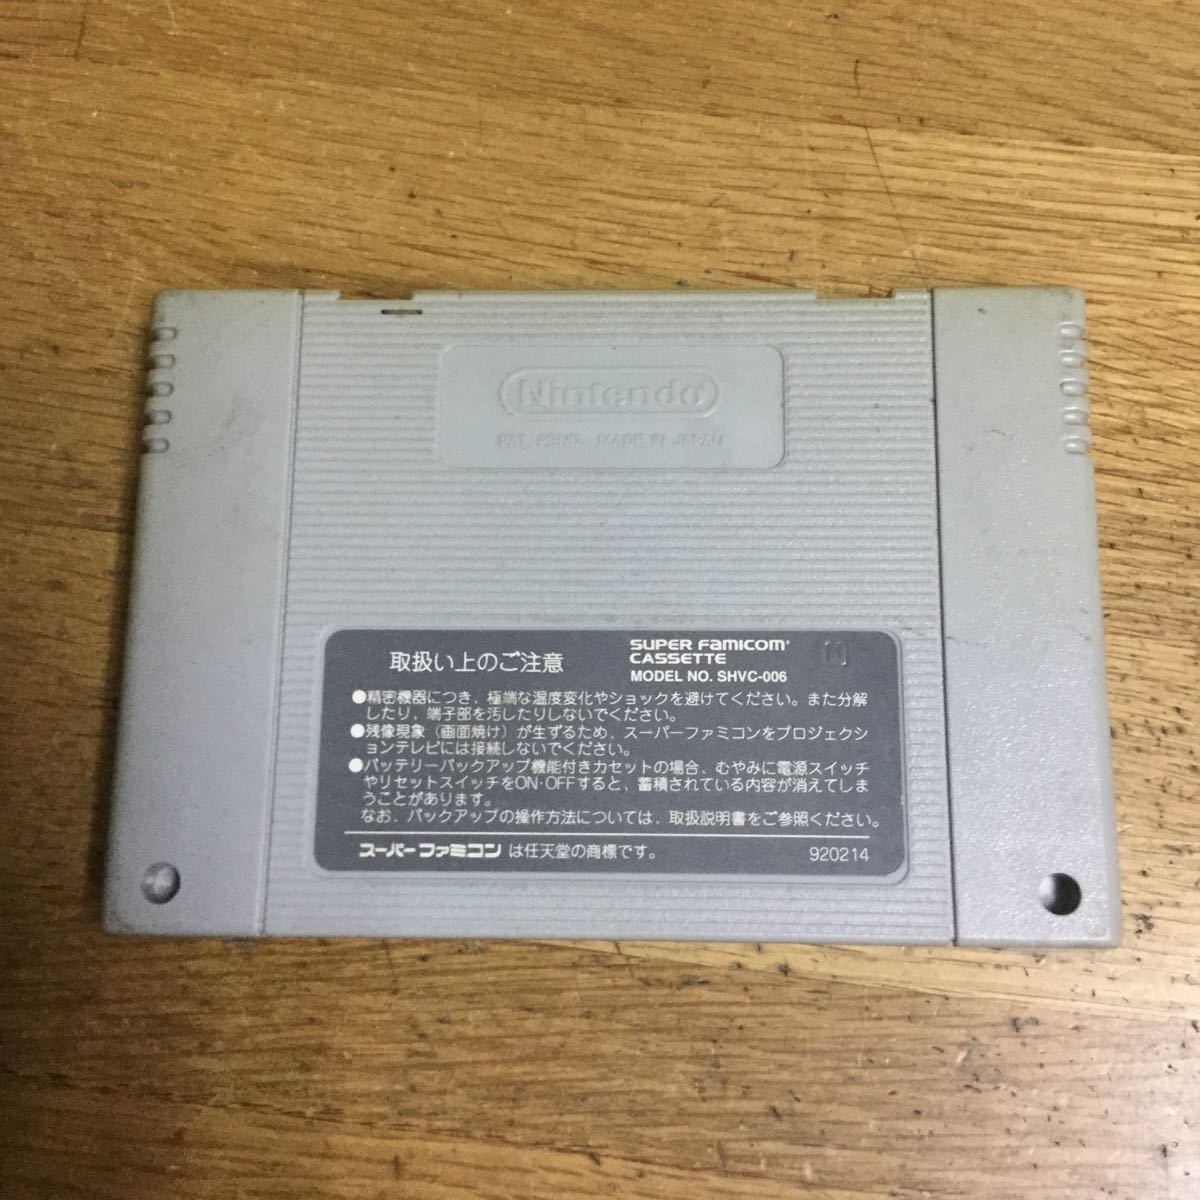 Nintendo
PAT. PEND. MADE IN JAPAN
取扱い上のご注意
SUPER FAMICOM
CASSETTE
MODEL NO. SHVC-006
●精密機器につき、極端な温度変化やショックを避けてください。また分解
したり、端子部を汚したりしないでください。
●残像現象（画面焼け）が生ずるため、スーパーファミコンをプロジェクシ
ョンテレビには接続しないでください。
●バッテリーバックアップ機能付きカセットの場合、むやみに電源スイッチ
やリセットスイッチをON・OFFすると、蓄積されている内容が消えてしま
うことがあります。
なお、バックアップの操作方法については、取扱説明書をご参照ください。
スーパーファミコンは任天堂の商標です。
920214